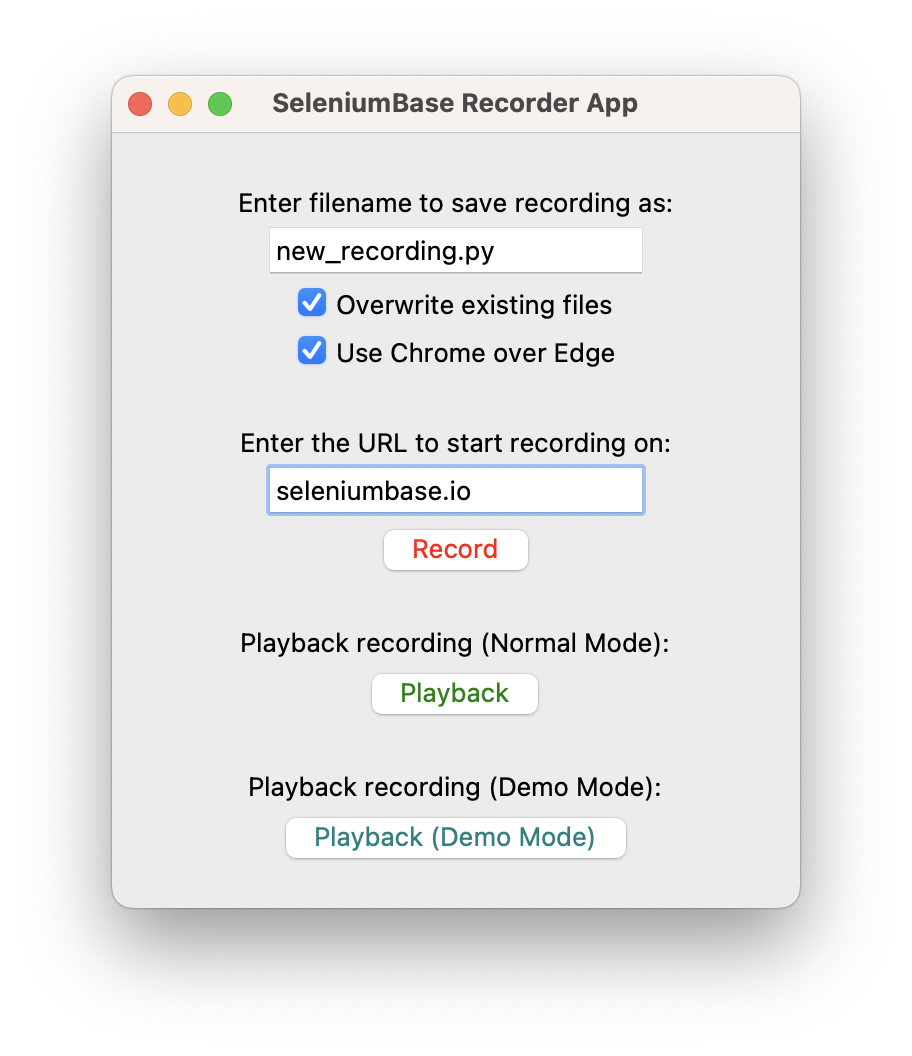 SeleniumBase Recorder App
Enter filename to save recording as:
new_recording.py
Overwrite existing files
Use Chrome over Edge
Enter the URL to start recording on:
seleniumbase.io
Record
Playback recording (Normal Mode):
Playback
Playback recording (Demo Mode):
Playback (Demo Mode)